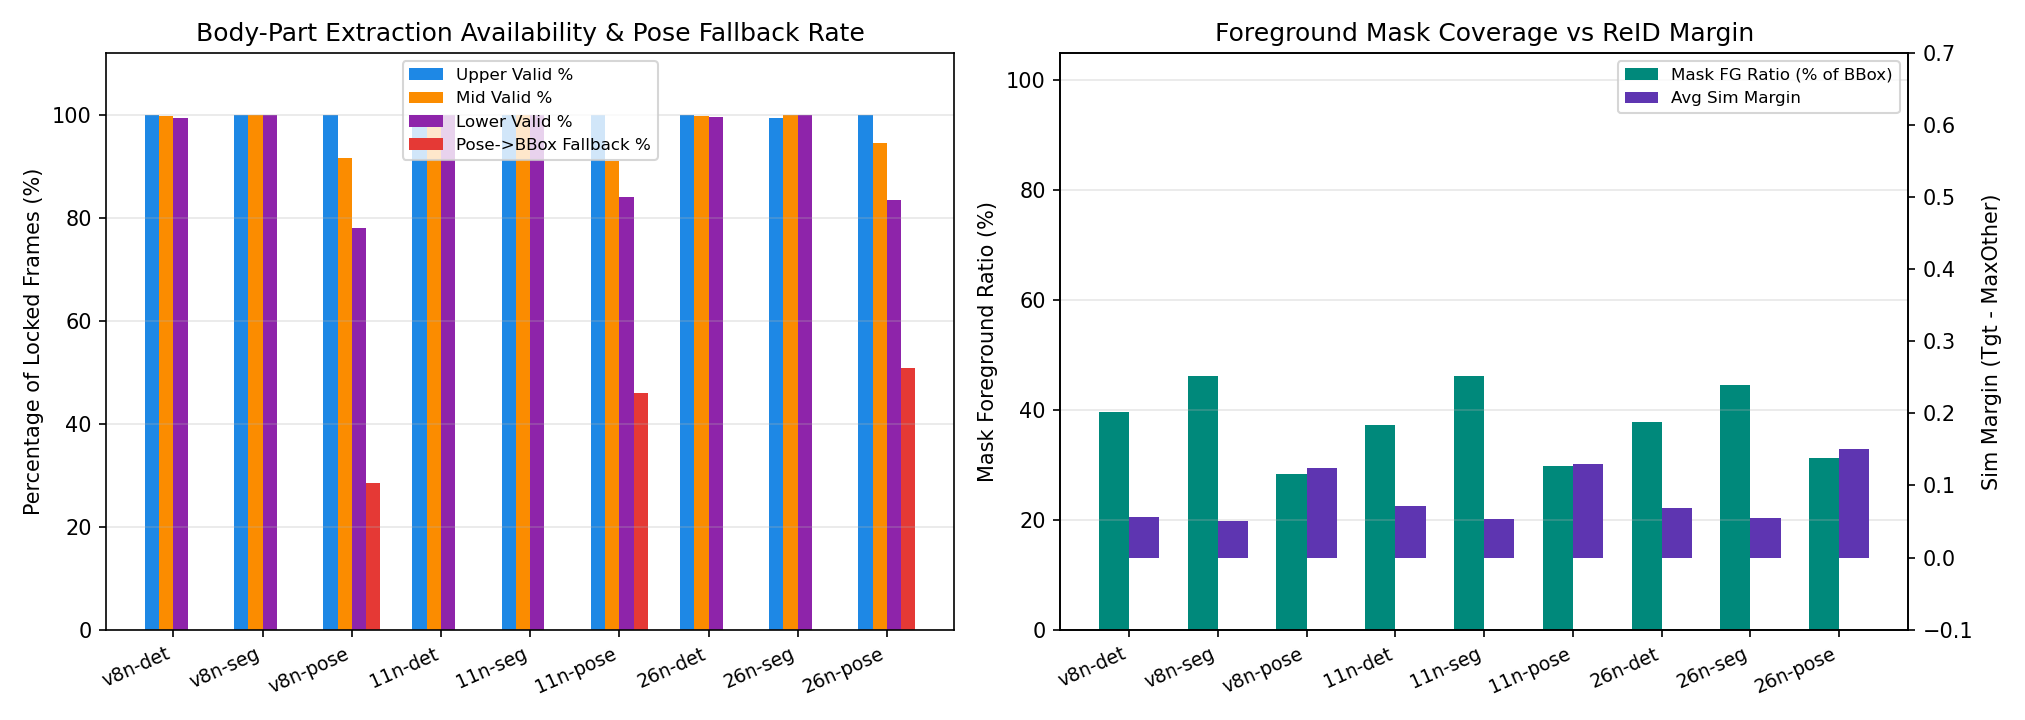 Body-Part Extraction Availability & Pose Fallback Rate
Percentage of Locked Frames (%)
100
80
60
40
20
0
Upper Valid %
Mid Valid %
Lower Valid %
Pose->BBox Fallback %
v8n-det
v8n-seg
v8n-pose
11n-det
11n-seg
11n-pose
26n-det
26n-seg
26n-pose
Foreground Mask Coverage vs ReID Margin
Mask Foreground Ratio (%)
100
80
60
40
20
0
Mask FG Ratio (% of BBox)
Avg Sim Margin
0.7
0.6
0.5
0.4
0.3
0.2
0.1
0.0
−0.1
Sim Margin (Tgt - MaxOther)
v8n-det
v8n-seg
v8n-pose
11n-det
11n-seg
11n-pose
26n-det
26n-seg
26n-pose